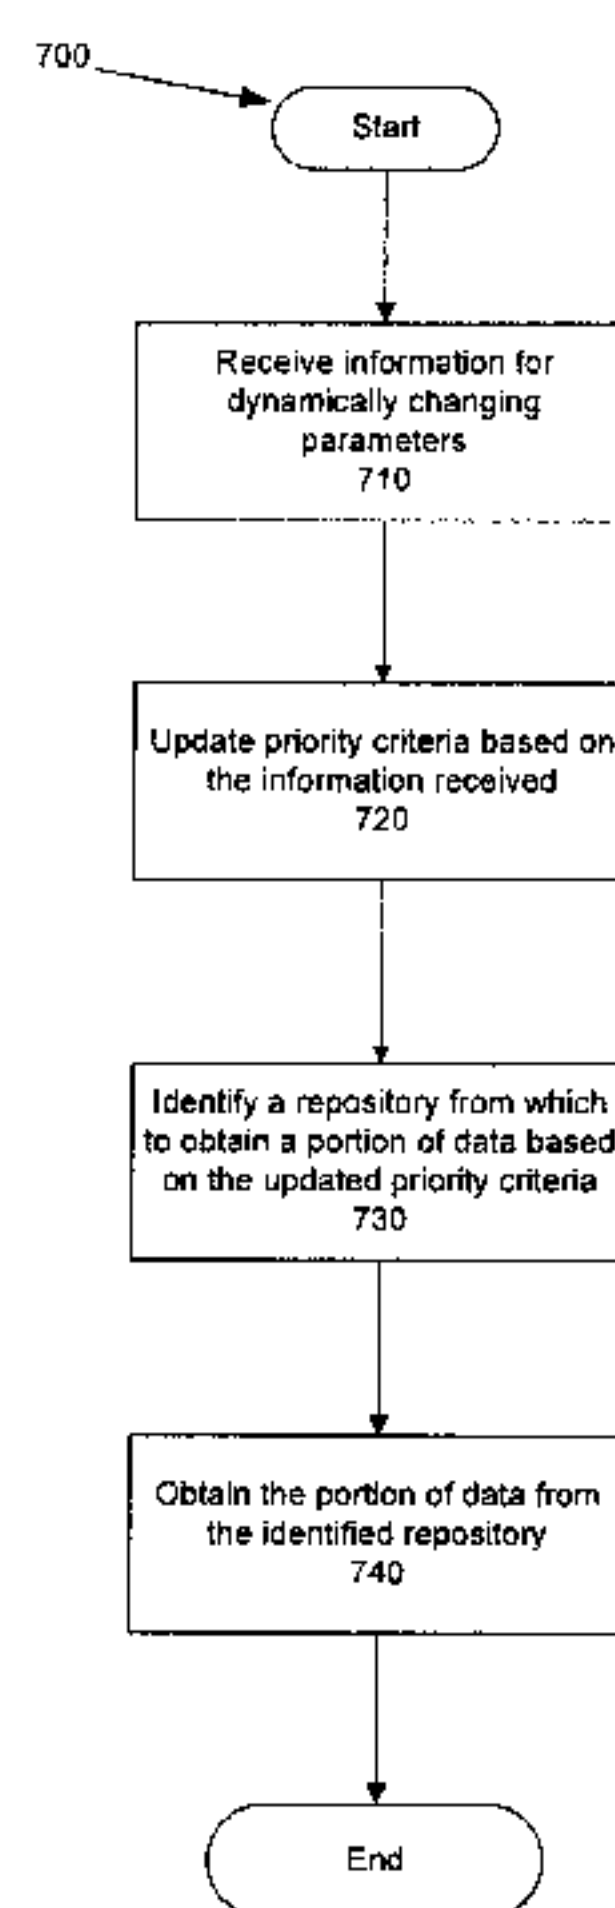 700
Start
Receive information for
dynamically changing
parameters
710
Update priority criteria based on
the information received
720
Identify a repository from which
to obtain a portion of data based
on the updated priority criteria
730
Obtain the portion of data from
the identified repository
740
End